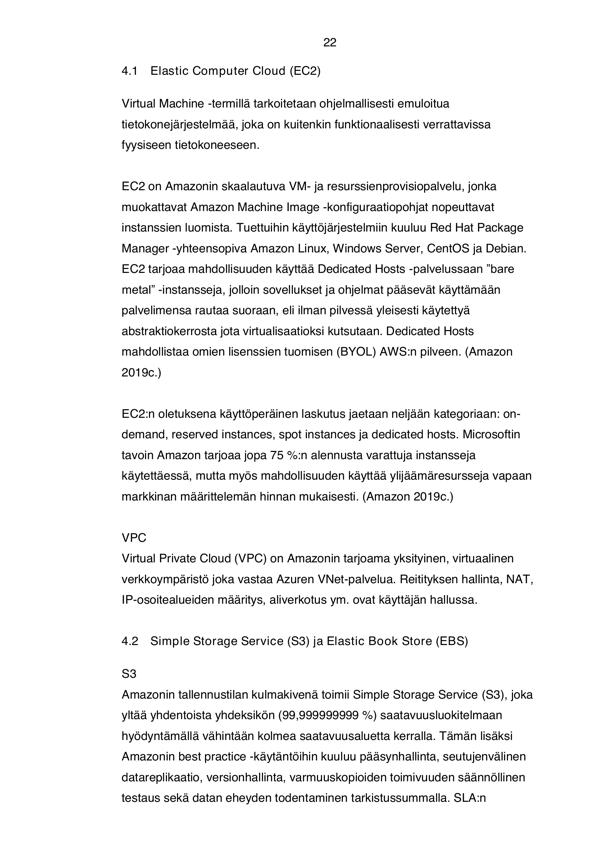 22
4.1 Elastic Computer Cloud (EC2)
Virtual Machine -termillä tarkoitetaan ohjelmallisesti emuloitua
tietokonejärjestelmää, joka on kuitenkin funktionaalisesti verrattavissa
fyysiseen tietokoneeseen.
EC2 on Amazonin skaalautuva VM- ja resurssienprovisiopalvelu, jonka
muokattavat Amazon Machine Image -konfiguraatiopohjat nopeuttavat
instanssien luomista. Tuettuihin käyttöjärjestelmiin kuuluu Red Hat Package
Manager -yhteensopiva Amazon Linux, Windows Server, CentOS ja Debian.
EC2 tarjoaa mahdollisuuden käyttää Dedicated Hosts -palvelussaan ”bare
metal” -instansseja, jolloin sovellukset ja ohjelmat pääsevät käyttämään
palvelimensa rautaa suoraan, eli ilman pilvessä yleisesti käytettyä
abstraktiokerrosta jota virtualisaatioksi kutsutaan. Dedicated Hosts
mahdollistaa omien lisenssien tuomisen (BYOL) AWS:n pilveen. (Amazon
2019c.)
EC2:n oletuksena käyttöperäinen laskutus jaetaan neljään kategoriaan: on-
demand, reserved instances, spot instances ja dedicated hosts. Microsoftin
tavoin Amazon tarjoaa jopa 75 %:n alennusta varattuja instansseja
käytettäessä, mutta myös mahdollisuuden käyttää ylijäämäresursseja vapaan
markkinan määrittelemän hinnan mukaisesti. (Amazon 2019c.)
VPC
Virtual Private Cloud (VPC) on Amazonin tarjoama yksityinen, virtuaalinen
verkkoympäristö joka vastaa Azuren VNet-palvelua. Reitityksen hallinta, NAT,
IP-osoitealueiden määritys, aliverkotus ym. ovat käyttäjän hallussa.
4.2 Simple Storage Service (S3) ja Elastic Book Store (EBS)
S3
Amazonin tallennustilan kulmakivenä toimii Simple Storage Service (S3), joka
yltää yhdentoista yhdeksikön (99,999999999 %) saatavuusluokitelmaan
hyödyntämällä vähintään kolmea saatavuusaluetta kerralla. Tämän lisäksi
Amazonin best practice -käytäntöihin kuuluu pääsynhallinta, seutujenvälinen
datareplikaatio, versionhallinta, varmuuskopioiden toimivuuden säännöllinen
testaus sekä datan eheyden todentaminen tarkistussummalla. SLA:n